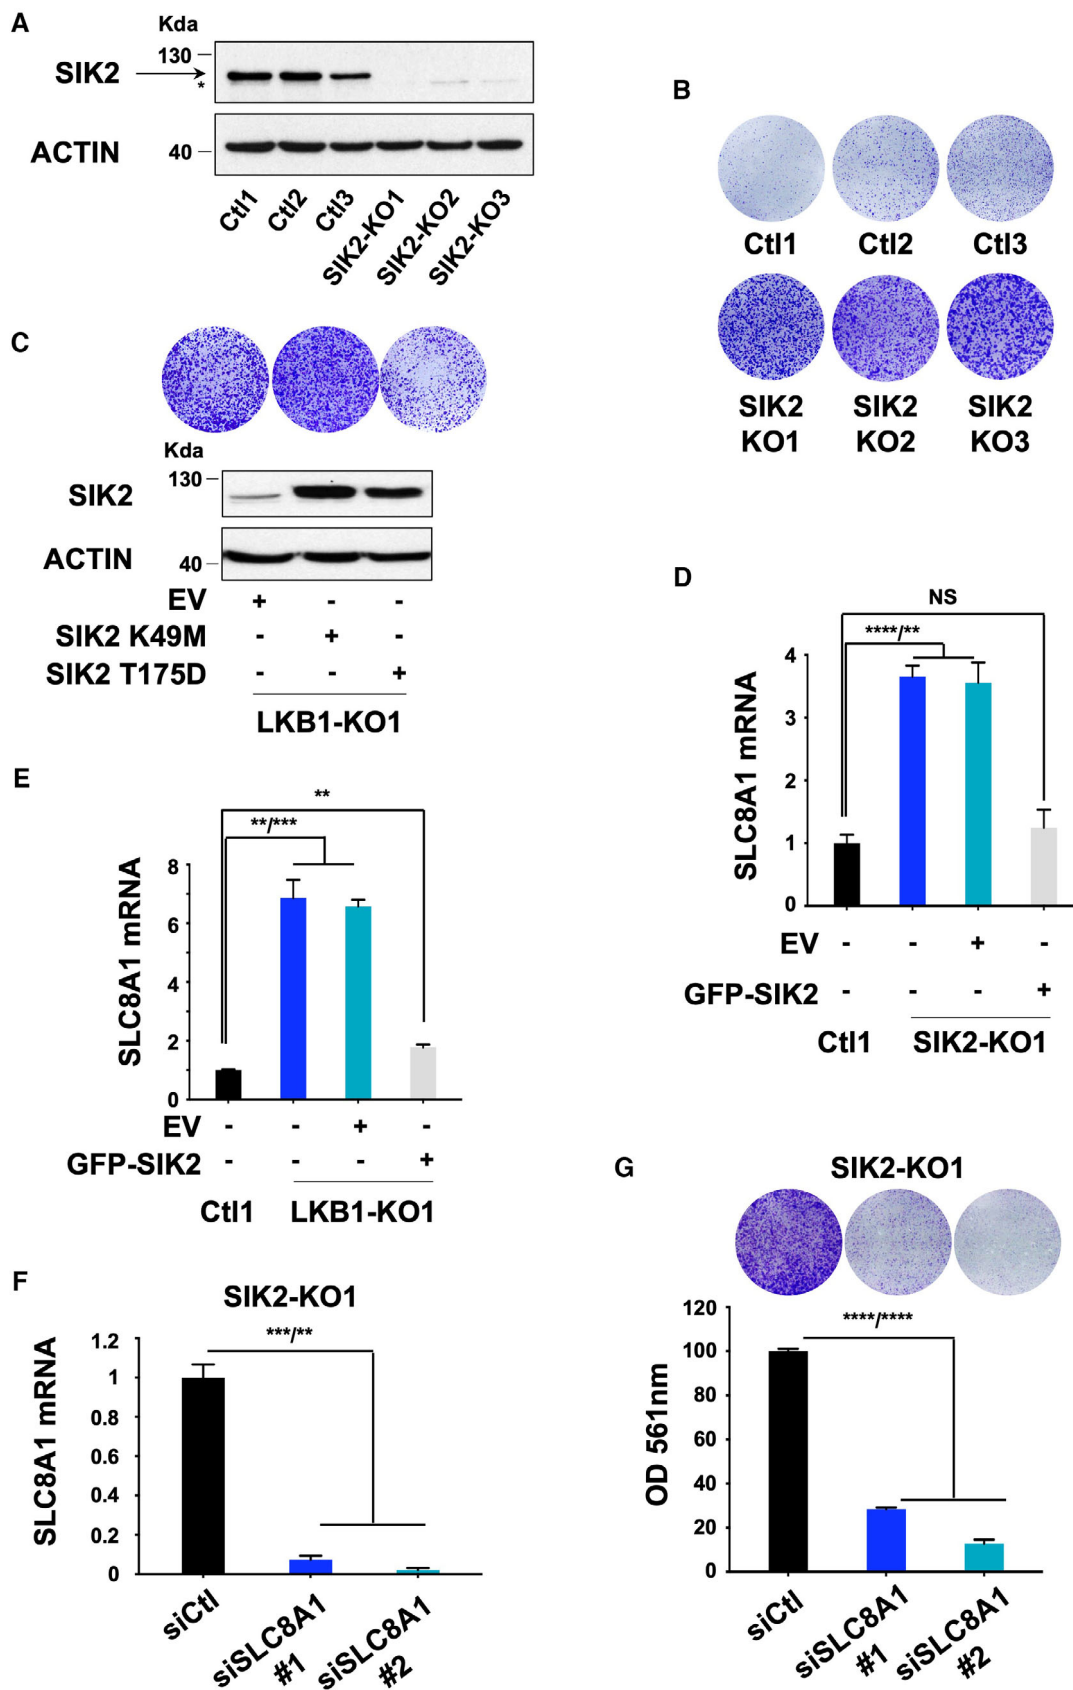 A
Kda
130
SIK2
*
ACTIN
40
Ctl1
Ctl2
Ctl3
SIK2-KO1
SIK2-KO2
SIK2-KO3
B
Ctl1 Ctl2 Ctl3
SIK2 SIK2 SIK2
KO1 KO2 KO3
C
Kda
130
SIK2
ACTIN
40
EV + - -
SIK2 K49M - + -
SIK2 T175D - - +
LKB1-KO1
D
NS
****/**
SLC8A1 mRNA
4
3
2
1
0
EV - - + -
GFP-SIK2 - - - +
Ctl1 SIK2-KO1
E
**
**/***
SLC8A1 mRNA
8
6
4
2
0
EV - - + -
GFP-SIK2 - - - +
Ctl1 LKB1-KO1
F
SIK2-KO1
***/**
SLC8A1 mRNA
1.2
1
0.8
0.6
0.4
0.2
0
siCtl
siSLC8A1
#1
siSLC8A1
#2
G
SIK2-KO1
****/****
OD 561nm
120
100
80
60
40
20
0
siCtl
siSLC8A1
#1
siSLC8A1
#2